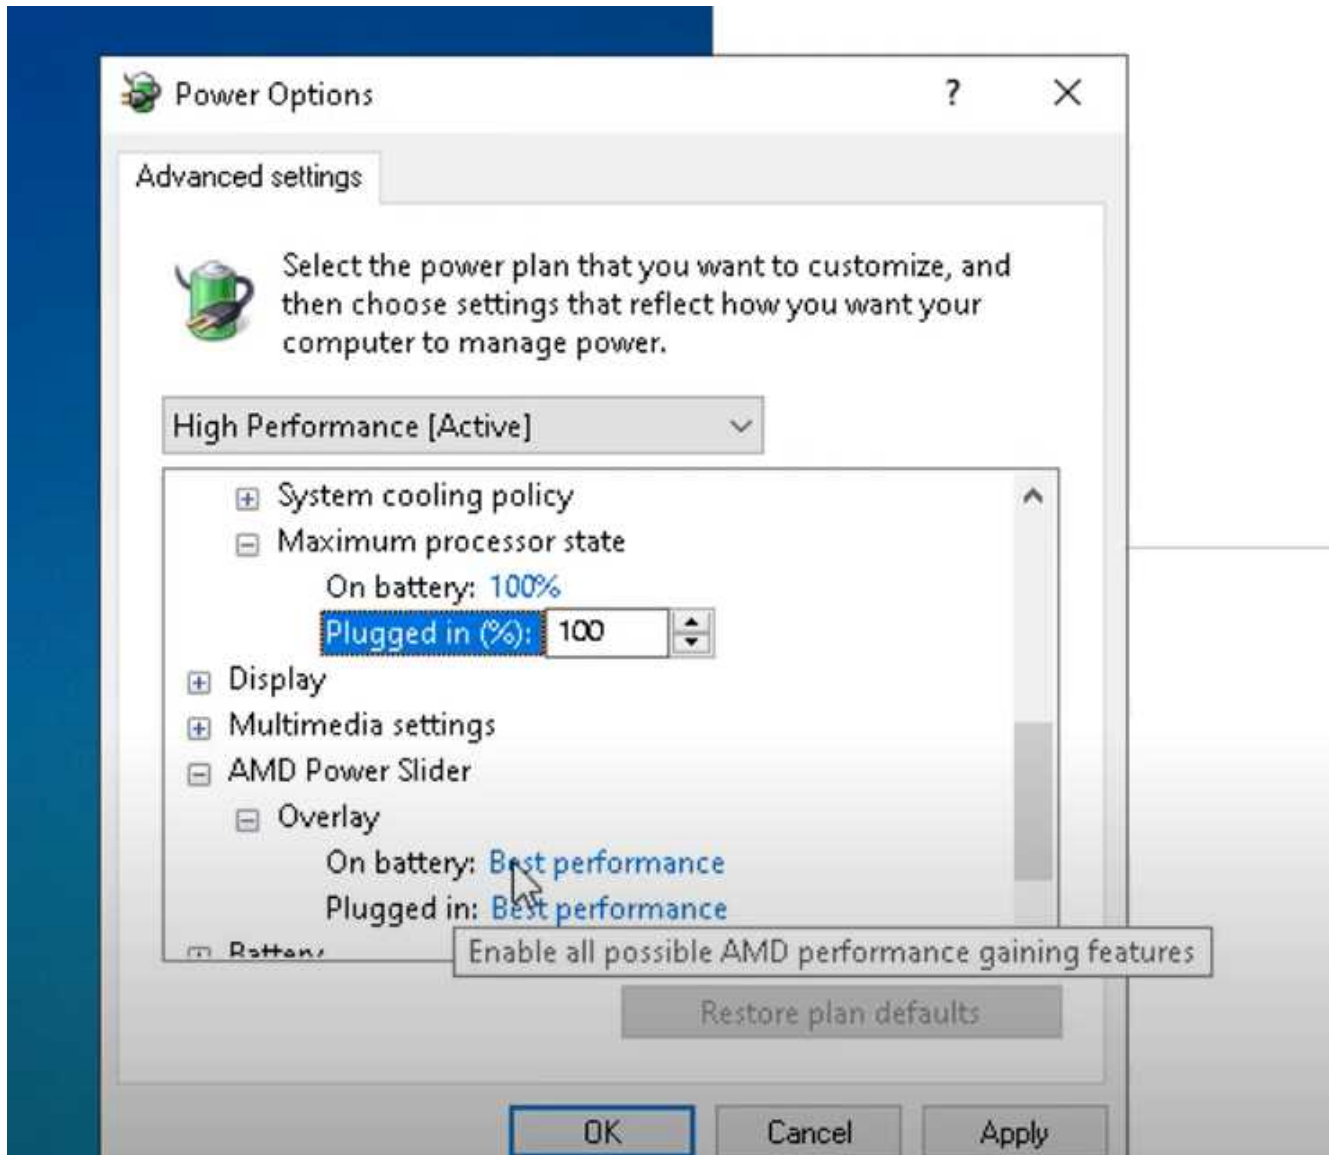 Power Options
?
Advanced settings
Select the power plan that you want to customize, and
then choose settings that reflect how you want your
computer to manage power.
High Performance [Active]
System cooling policy
Maximum processor state
On battery: 100%
Plugged in (%): 100
Display
Multimedia settings
AMD Power Slider
Overlay
On battery: Best performance
Plugged in: Best performance
Battery
Enable all possible AMD performance gaining features
Restore plan defaults
OK
Cancel
Apply